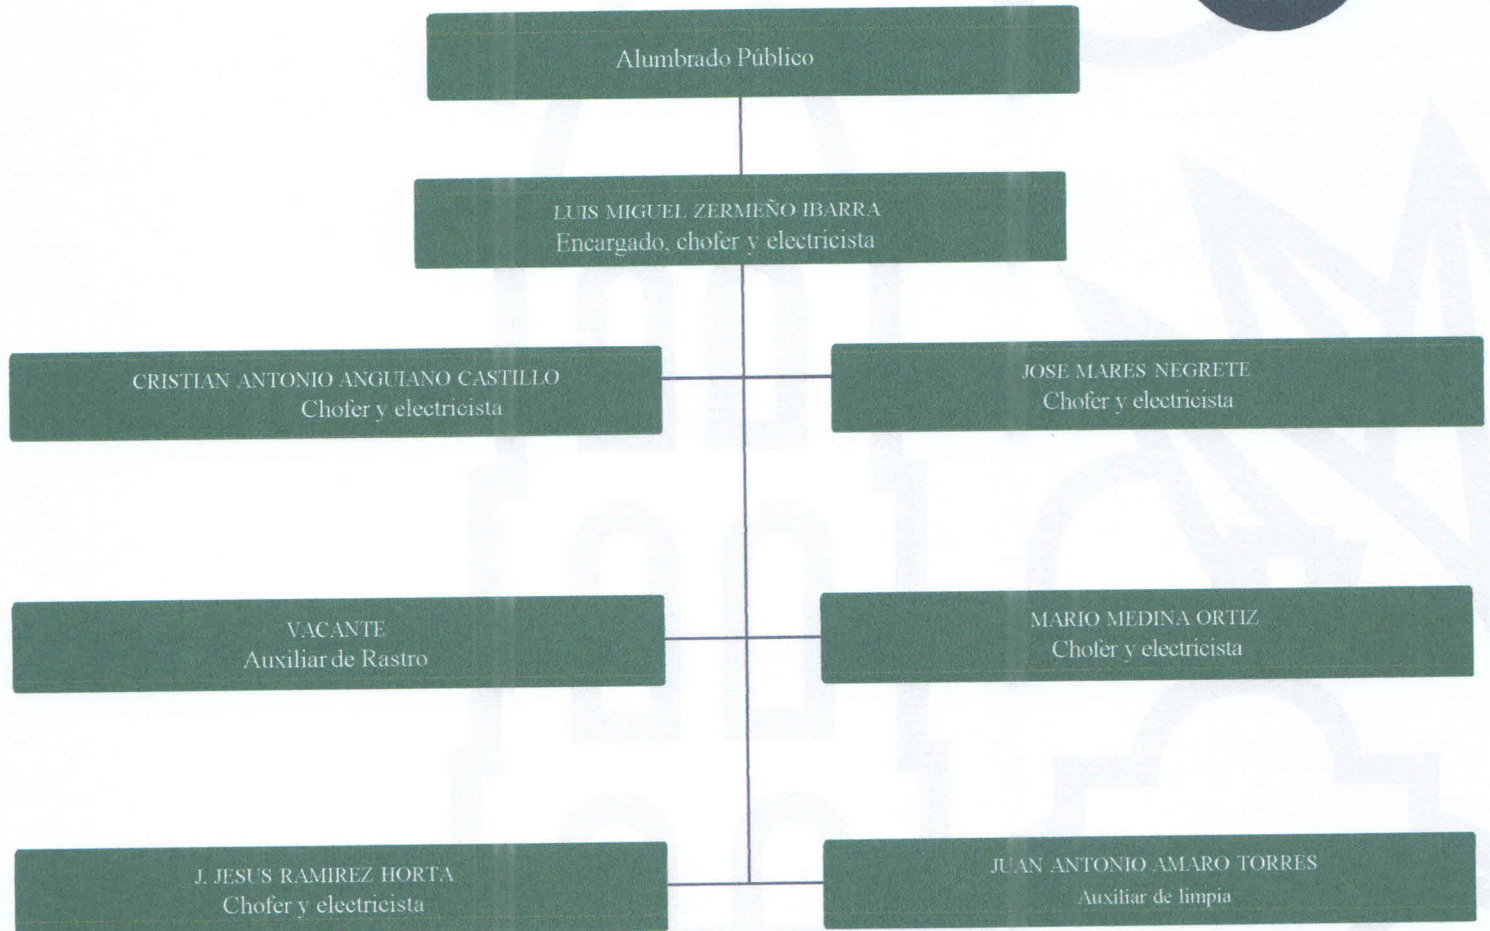 Alumbrado Público
LUIS MIGUEL ZERMEÑO IBARRA
Encargado, chofer y electricista
CRISTIAN ANTONIO ANGUIANO CASTILLO
Chofer y electricista
JOSE MARES NEGRETE
Chofer y electricista
VACANTE
Auxiliar de Rastro
MARIO MEDINA ORTIZ
Chofer y electricista
J. JESUS RAMIREZ HORTA
Chofer y electricista
JUAN ANTONIO AMARO TORRES
Auxiliar de limpia